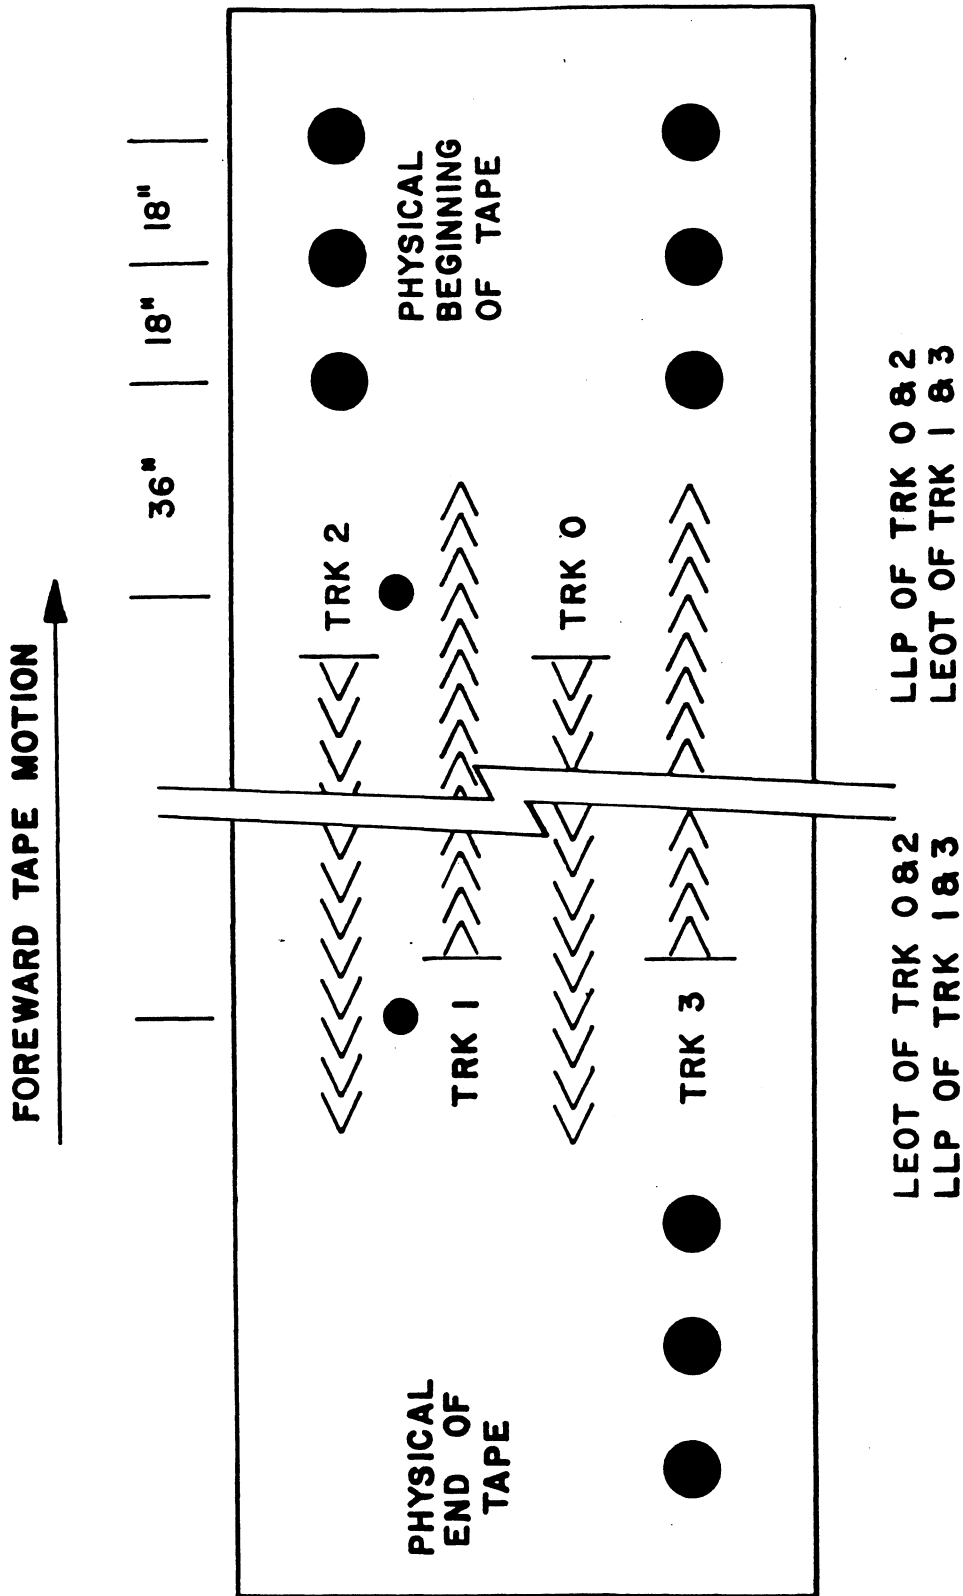 FOREWARD TAPE MOTION
36"
18"
18"
TRK 2
TRK 1
TRK 0
TRK 3
PHYSICAL
END OF
TAPE
PHYSICAL
BEGINNING
OF TAPE
LEOT OF TRK 0&2
LLP OF TRK 1&3
LLP OF TRK 0&2
LEOT OF TRK 1&3